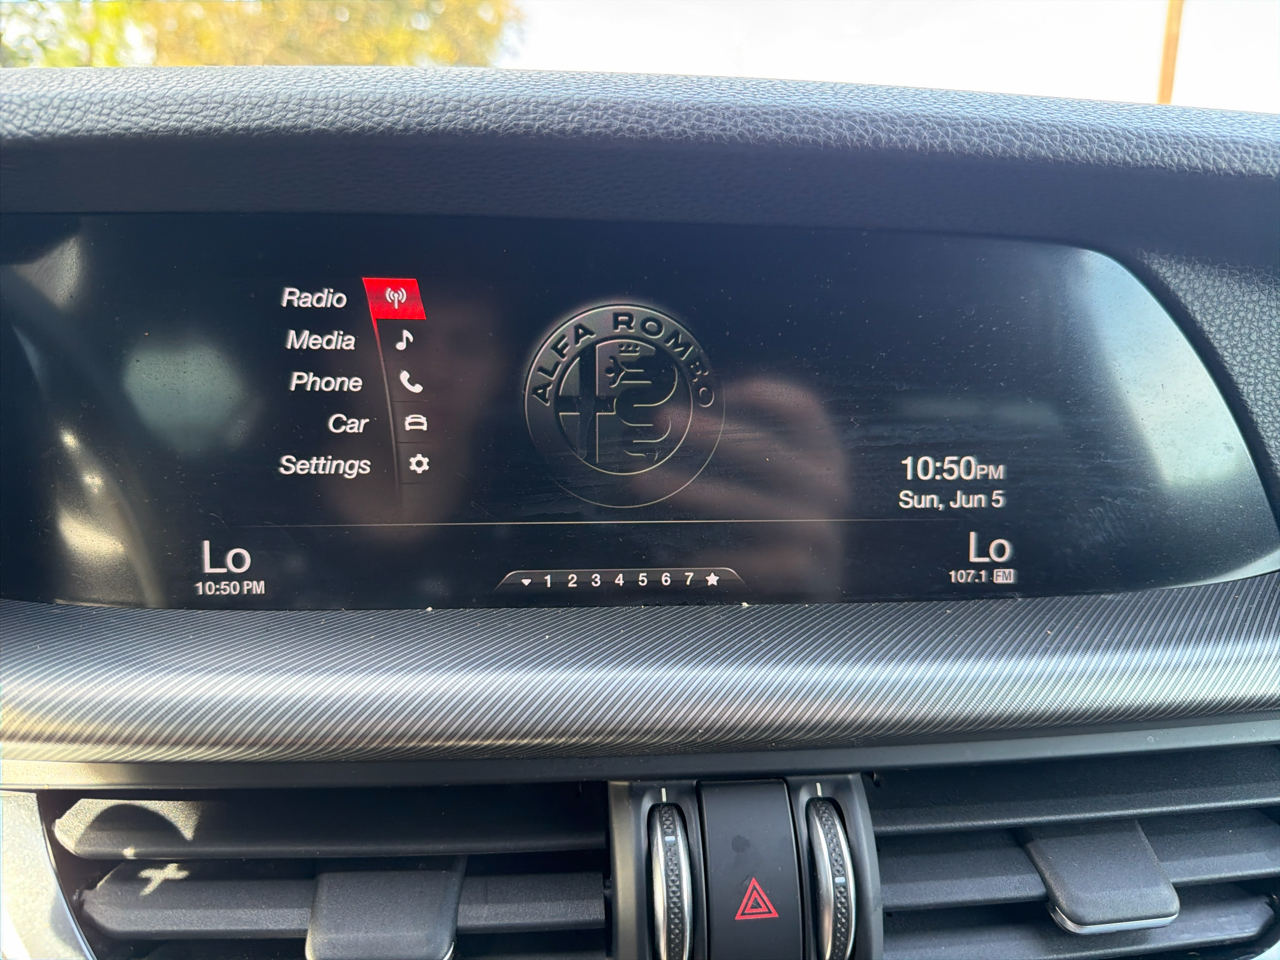 Radio
Media
Phone
Car
Settings
ALFA ROMEO
10:50PM
Sun, Jun 5
Lo
10:50 PM
1 2 3 4 5 6 7
Lo
107.1 FM